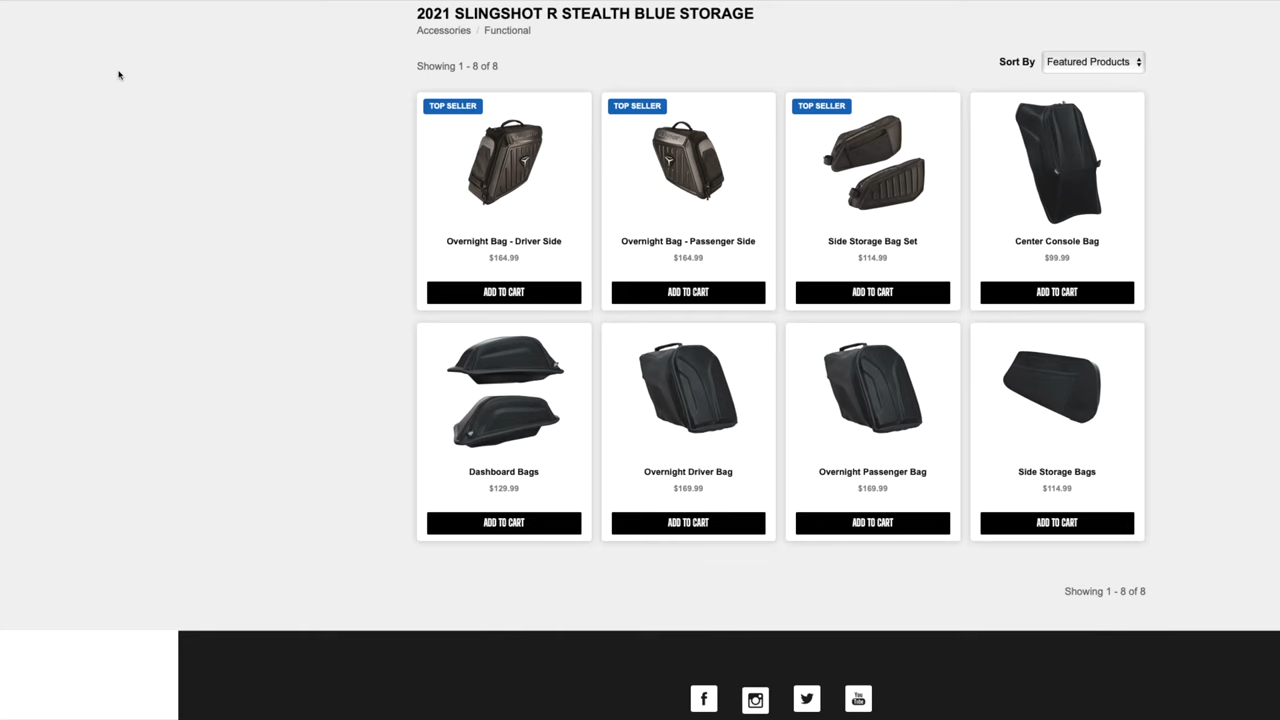 2021 SLINGSHOT R STEALTH BLUE STORAGE
Accessories / Functional
Showing 1 - 8 of 8
Sort By Featured Products
TOP SELLER
TOP SELLER
TOP SELLER
Overnight Bag - Driver Side
$164.99
ADD TO CART
Overnight Bag - Passenger Side
$164.99
ADD TO CART
Side Storage Bag Set
$114.99
ADD TO CART
Center Console Bag
$99.99
ADD TO CART
Dashboard Bags
$129.99
ADD TO CART
Overnight Driver Bag
$169.99
ADD TO CART
Overnight Passenger Bag
$169.99
ADD TO CART
Side Storage Bags
$114.99
ADD TO CART
Showing 1 - 8 of 8
f
You
Tube